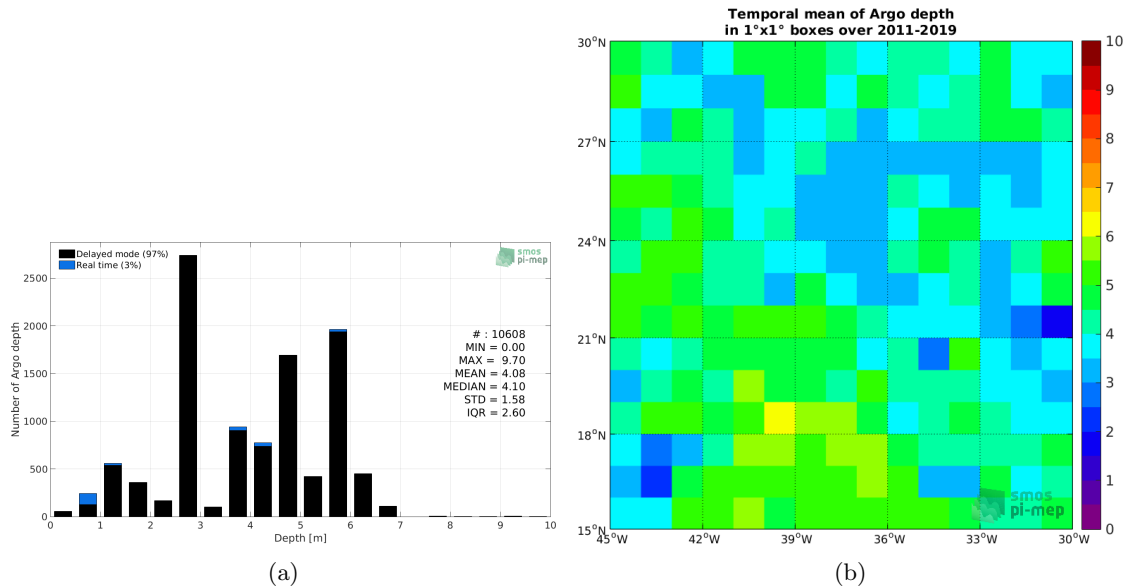 Delayed mode (97%)
Real time (3%)
smos
pi-mep
# : 10608
MIN = 0.00
MAX = 9.70
MEAN = 4.08
MEDIAN = 4.10
STD = 1.58
IQR = 2.60
Number of Argo depth
2500
2000
1500
1000
500
0
0 1 2 3 4 5 6 7 8 9 10
Depth [m]
(a)
Temporal mean of Argo depth
in 1°x1° boxes over 2011-2019
30°N
27°N
24°N
21°N
18°N
15°N
45°W 42°W 39°W 36°W 33°W 30°W
smos
pi-mep
10
9
8
7
6
5
4
3
2
1
0
(b)